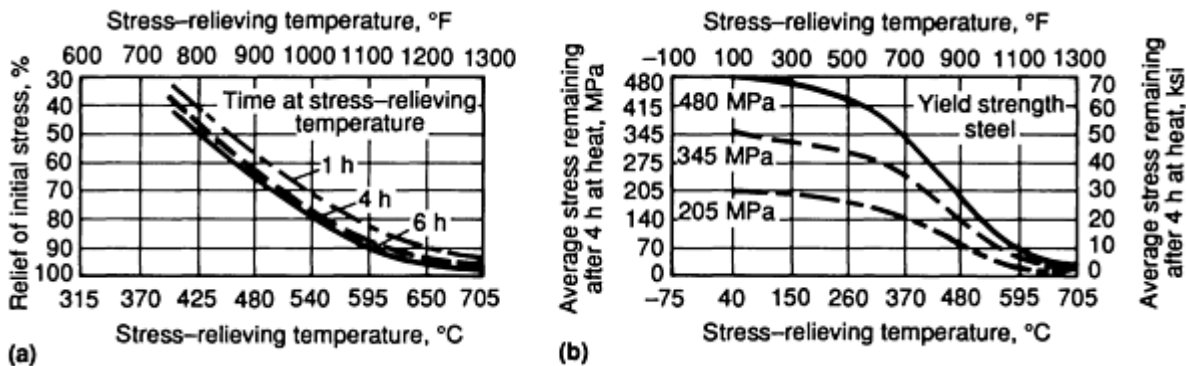 Stress–relieving temperature, °F
600 700 800 900 1000 1100 1200 1300
Relief of initial stress, %
30
40
50
60
70
80
90
100
Time at stress–relieving
temperature
1 h
4 h
6 h
315 370 425 480 540 595 650 705
Stress–relieving temperature, °C
(a)
Stress–relieving temperature, °F
–100 100 300 500 700 900 1100 1300
Average stress remaining
after 4 h at heat, MPa
480
415
345
275
205
140
70
0
480 MPa
345 MPa
205 MPa
Yield strength
steel
70
60
50
40
30
20
10
0
Average stress remaining
after 4 h at heat, ksi
–75 40 150 260 370 480 595 705
Stress–relieving temperature, °C
(b)